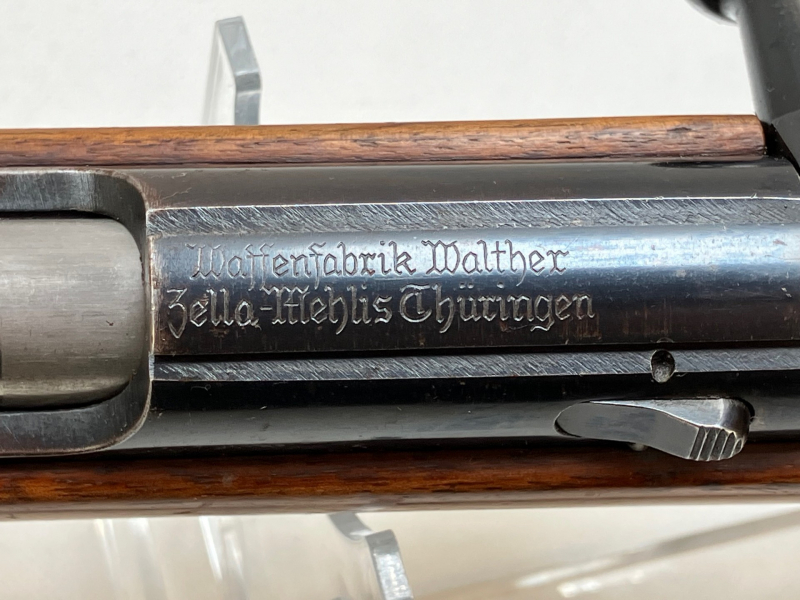 Waffenfabrik Walther
Zella-Mehlis Thüringen